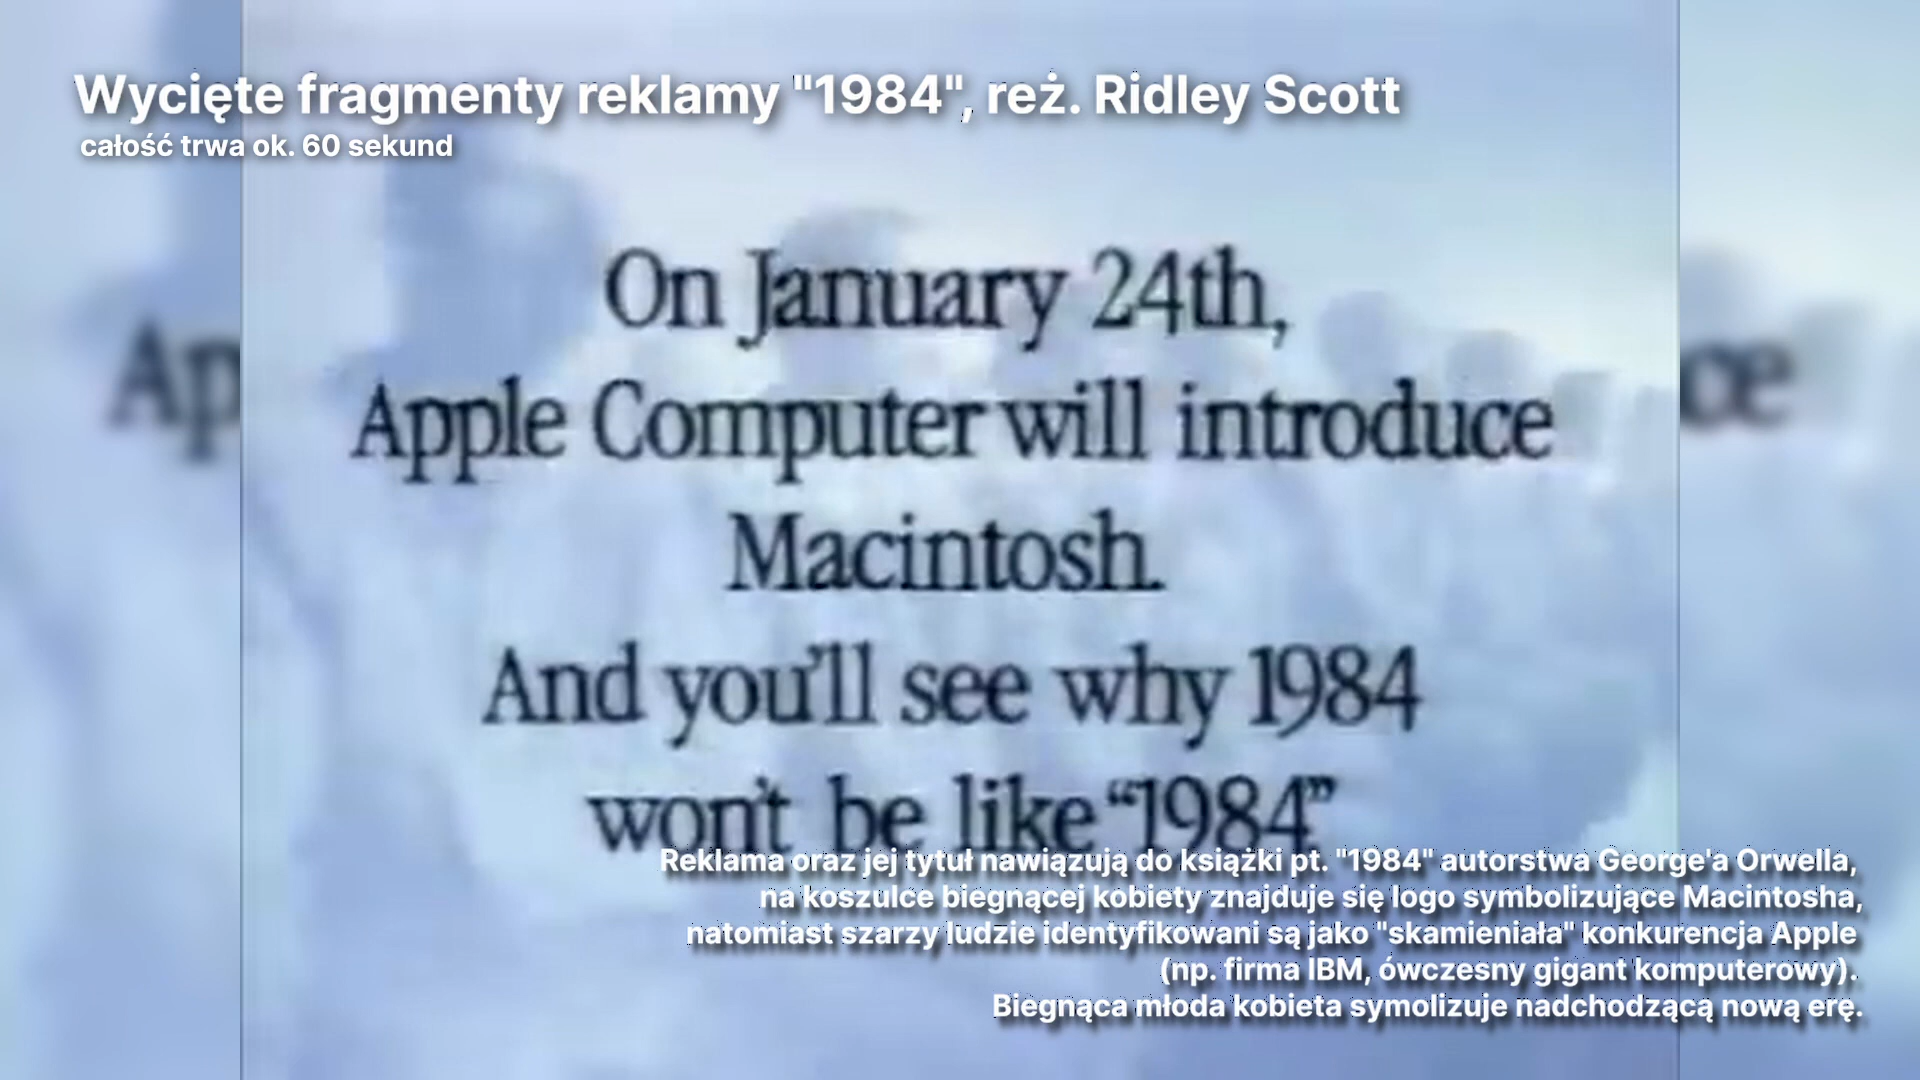 Wycięte fragmenty reklamy "1984", reż. Ridley Scott
całość trwa ok. 60 sekund
On January 24th,
Apple Computer will introduce
Macintosh.
And you'll see why 1984
won't be like “1984”
Reklama oraz jej tytuł nawiązują do książki pt. "1984" autorstwa George'a Orwella,
na koszulce biegnącej kobiety znajduje się logo symbolizujące Macintosha,
natomiast szarzy ludzie identyfikowani są jako "skamieniała" konkurencja Apple
(np. firma IBM, ówczesny gigant komputerowy).
Biegnąca młoda kobieta symolizuje nadchodzącą nową erę.